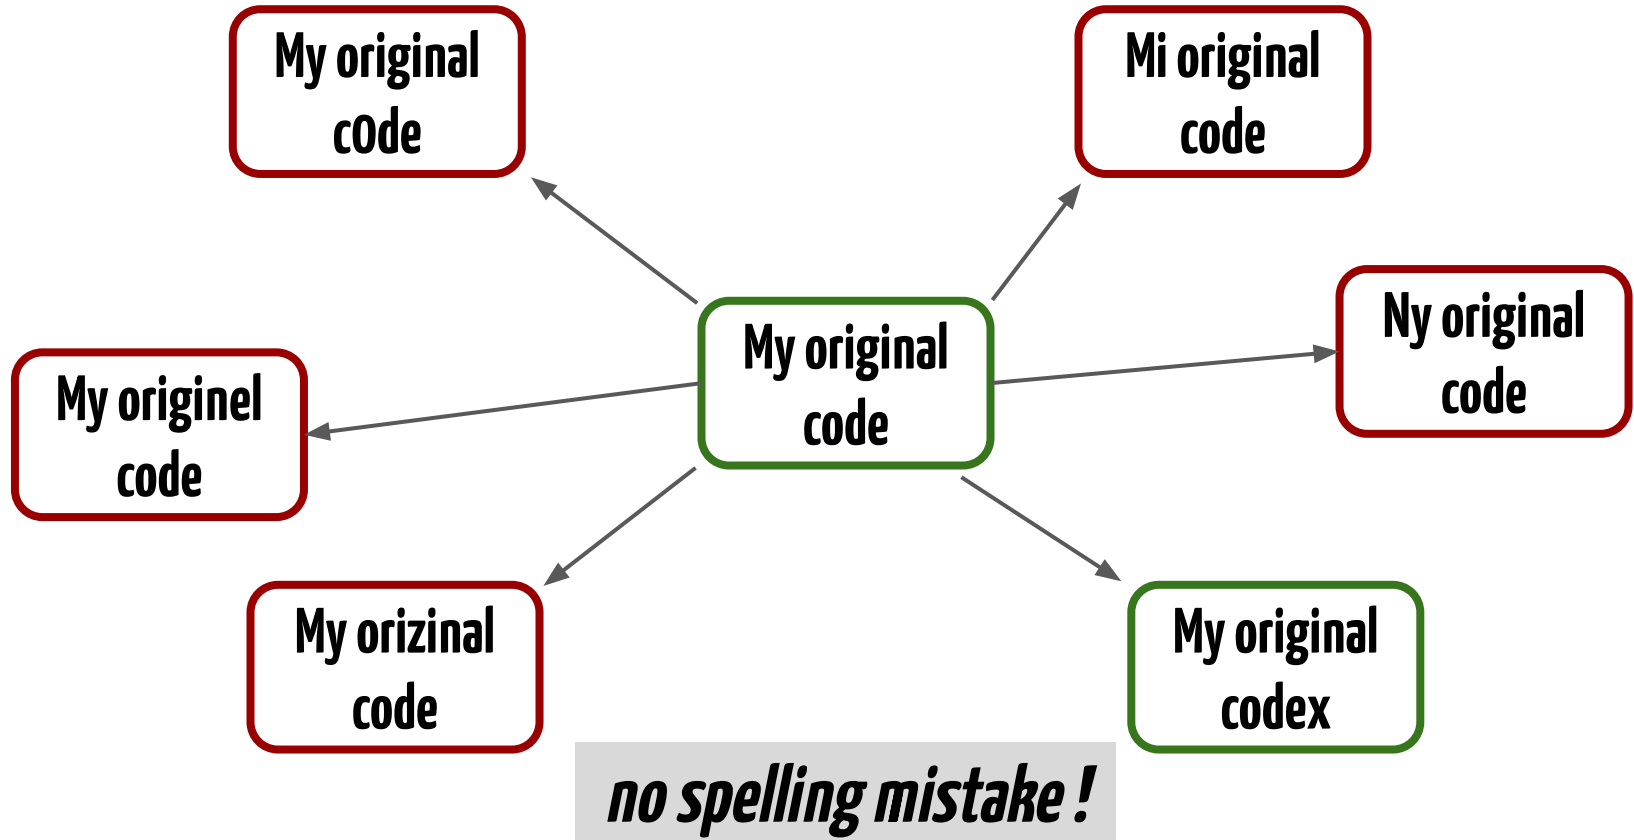 My original
c0de
Mi original
code
Ny original
code
My original
code
My originel
code
My orizinal
code
My original
codex
no spelling mistake !